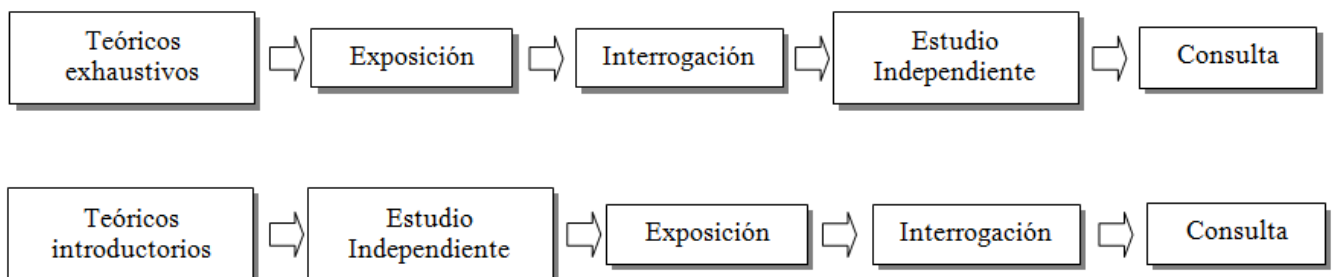 Teóricos
exhaustivos
Exposición
Interrogación
Estudio
Independiente
Consulta
Teóricos
introductorios
Estudio
Independiente
Exposición
Interrogación
Consulta